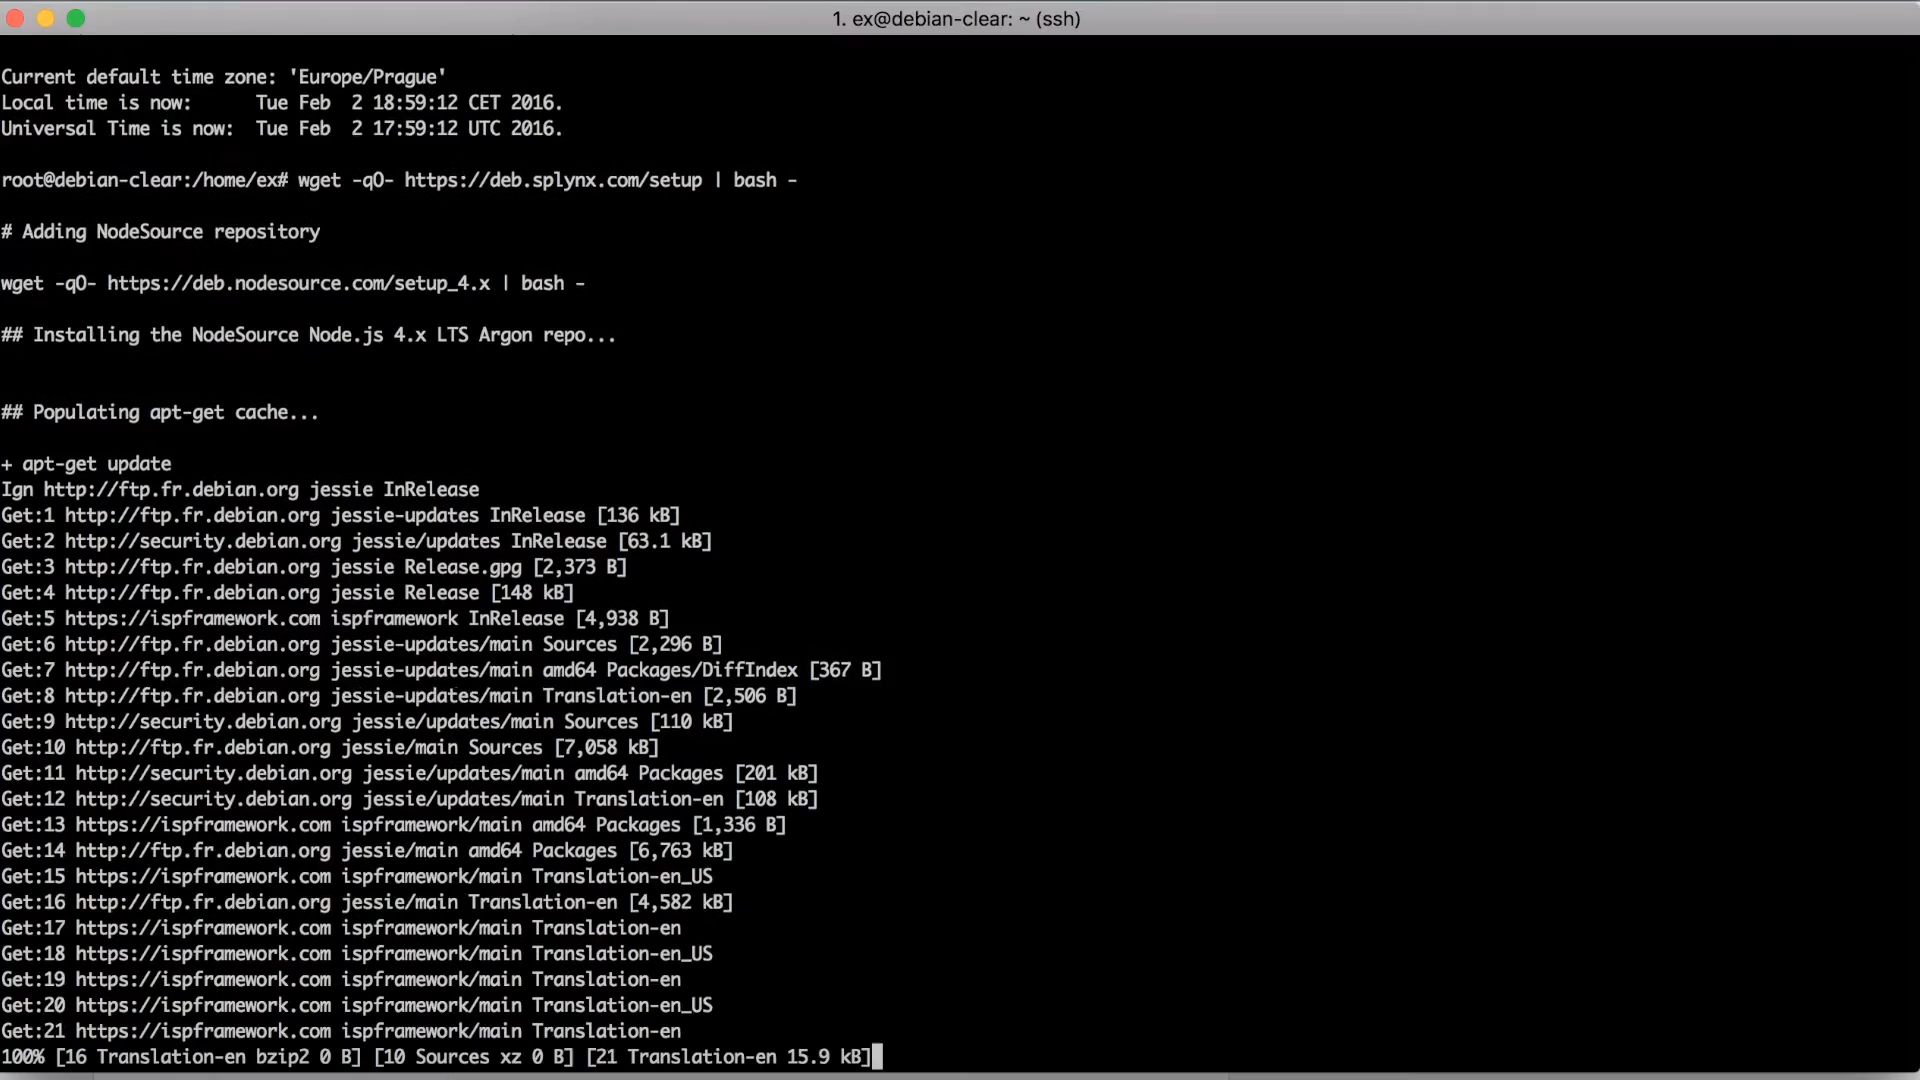 1. ex@debian-clear: ~ (ssh)
Current default time zone: 'Europe/Prague'
Local time is now:      Tue Feb  2 18:59:12 CET 2016.
Universal Time is now:  Tue Feb  2 17:59:12 UTC 2016.
root@debian-clear:/home/ex# wget -qO- https://deb.splynx.com/setup | bash -
# Adding NodeSource repository
wget -qO- https://deb.nodesource.com/setup_4.x | bash -
## Installing the NodeSource Node.js 4.x LTS Argon repo...
## Populating apt-get cache...
+ apt-get update
Ign http://ftp.fr.debian.org jessie InRelease
Get:1 http://ftp.fr.debian.org jessie-updates InRelease [136 kB]
Get:2 http://security.debian.org jessie/updates InRelease [63.1 kB]
Get:3 http://ftp.fr.debian.org jessie Release.gpg [2,373 B]
Get:4 http://ftp.fr.debian.org jessie Release [148 kB]
Get:5 https://ispframework.com ispframework InRelease [4,938 B]
Get:6 http://ftp.fr.debian.org jessie-updates/main Sources [2,296 B]
Get:7 http://ftp.fr.debian.org jessie-updates/main amd64 Packages/DiffIndex [367 B]
Get:8 http://ftp.fr.debian.org jessie-updates/main Translation-en [2,506 B]
Get:9 http://security.debian.org jessie/updates/main Sources [110 kB]
Get:10 http://ftp.fr.debian.org jessie/main Sources [7,058 kB]
Get:11 http://security.debian.org jessie/updates/main amd64 Packages [201 kB]
Get:12 http://security.debian.org jessie/updates/main Translation-en [108 kB]
Get:13 https://ispframework.com ispframework/main amd64 Packages [1,336 B]
Get:14 http://ftp.fr.debian.org jessie/main amd64 Packages [6,763 kB]
Get:15 https://ispframework.com ispframework/main Translation-en_US
Get:16 http://ftp.fr.debian.org jessie/main Translation-en [4,582 kB]
Get:17 https://ispframework.com ispframework/main Translation-en
Get:18 https://ispframework.com ispframework/main Translation-en_US
Get:19 https://ispframework.com ispframework/main Translation-en
Get:20 https://ispframework.com ispframework/main Translation-en_US
Get:21 https://ispframework.com ispframework/main Translation-en
100% [16 Translation-en bzip2 0 B] [10 Sources xz 0 B] [21 Translation-en 15.9 kB]